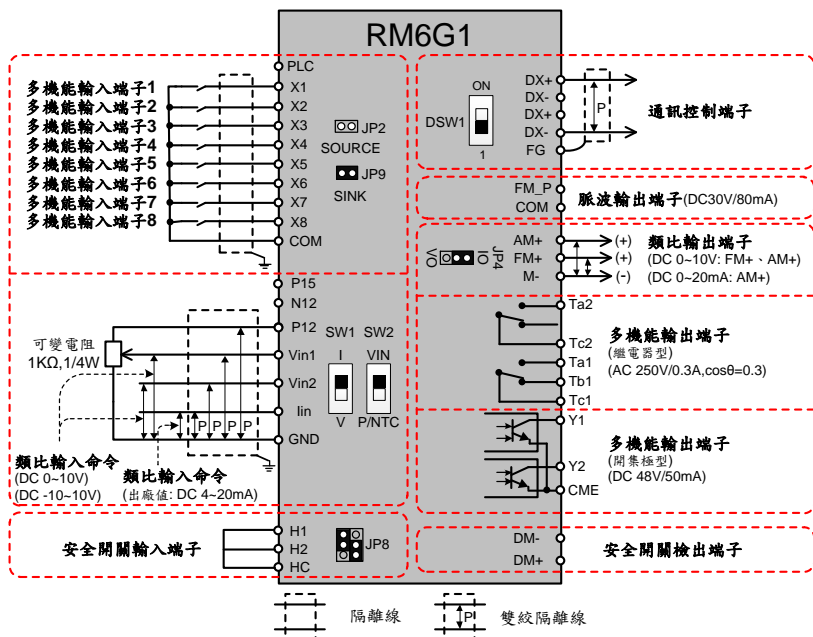 RM6G1
PLC
多機能輸入端子1 X1
多機能輸入端子2 X2
多機能輸入端子3 X3
多機能輸入端子4 X4
多機能輸入端子5 X5
多機能輸入端子6 X6
多機能輸入端子7 X7
多機能輸入端子8 X8
COM
JP2
SOURCE
JP9
SINK
P15
N12
P12
可變電阻
1KΩ,1/4W
Vin1
Vin2
Iin
GND
P P P P
SW1 SW2
I VIN
V P/NTC
類比輸入命令
(DC 0~10V)
(DC -10~10V)
類比輸入命令
(出廠值: DC 4~20mA)
安全開關輸入端子
H1
H2
HC
JP8
ON
DSW1
1
DX+
DX-
DX+
DX-
FG
P
通訊控制端子
FM_P
COM
脈波輸出端子(DC30V/80mA)
VO IO JP4
AM+ (+)
FM+ (+)
M- (-)
類比輸出端子
(DC 0~10V: FM+、AM+)
(DC 0~20mA: AM+)
Ta2
Tc2
Ta1
Tb1
Tc1
多機能輸出端子
(繼電器型)
(AC 250V/0.3A,cosθ=0.3)
Y1
Y2
CME
多機能輸出端子
(開集極型)
(DC 48V/50mA)
DM-
DM+
安全開關檢出端子
隔離線
P 雙絞隔離線